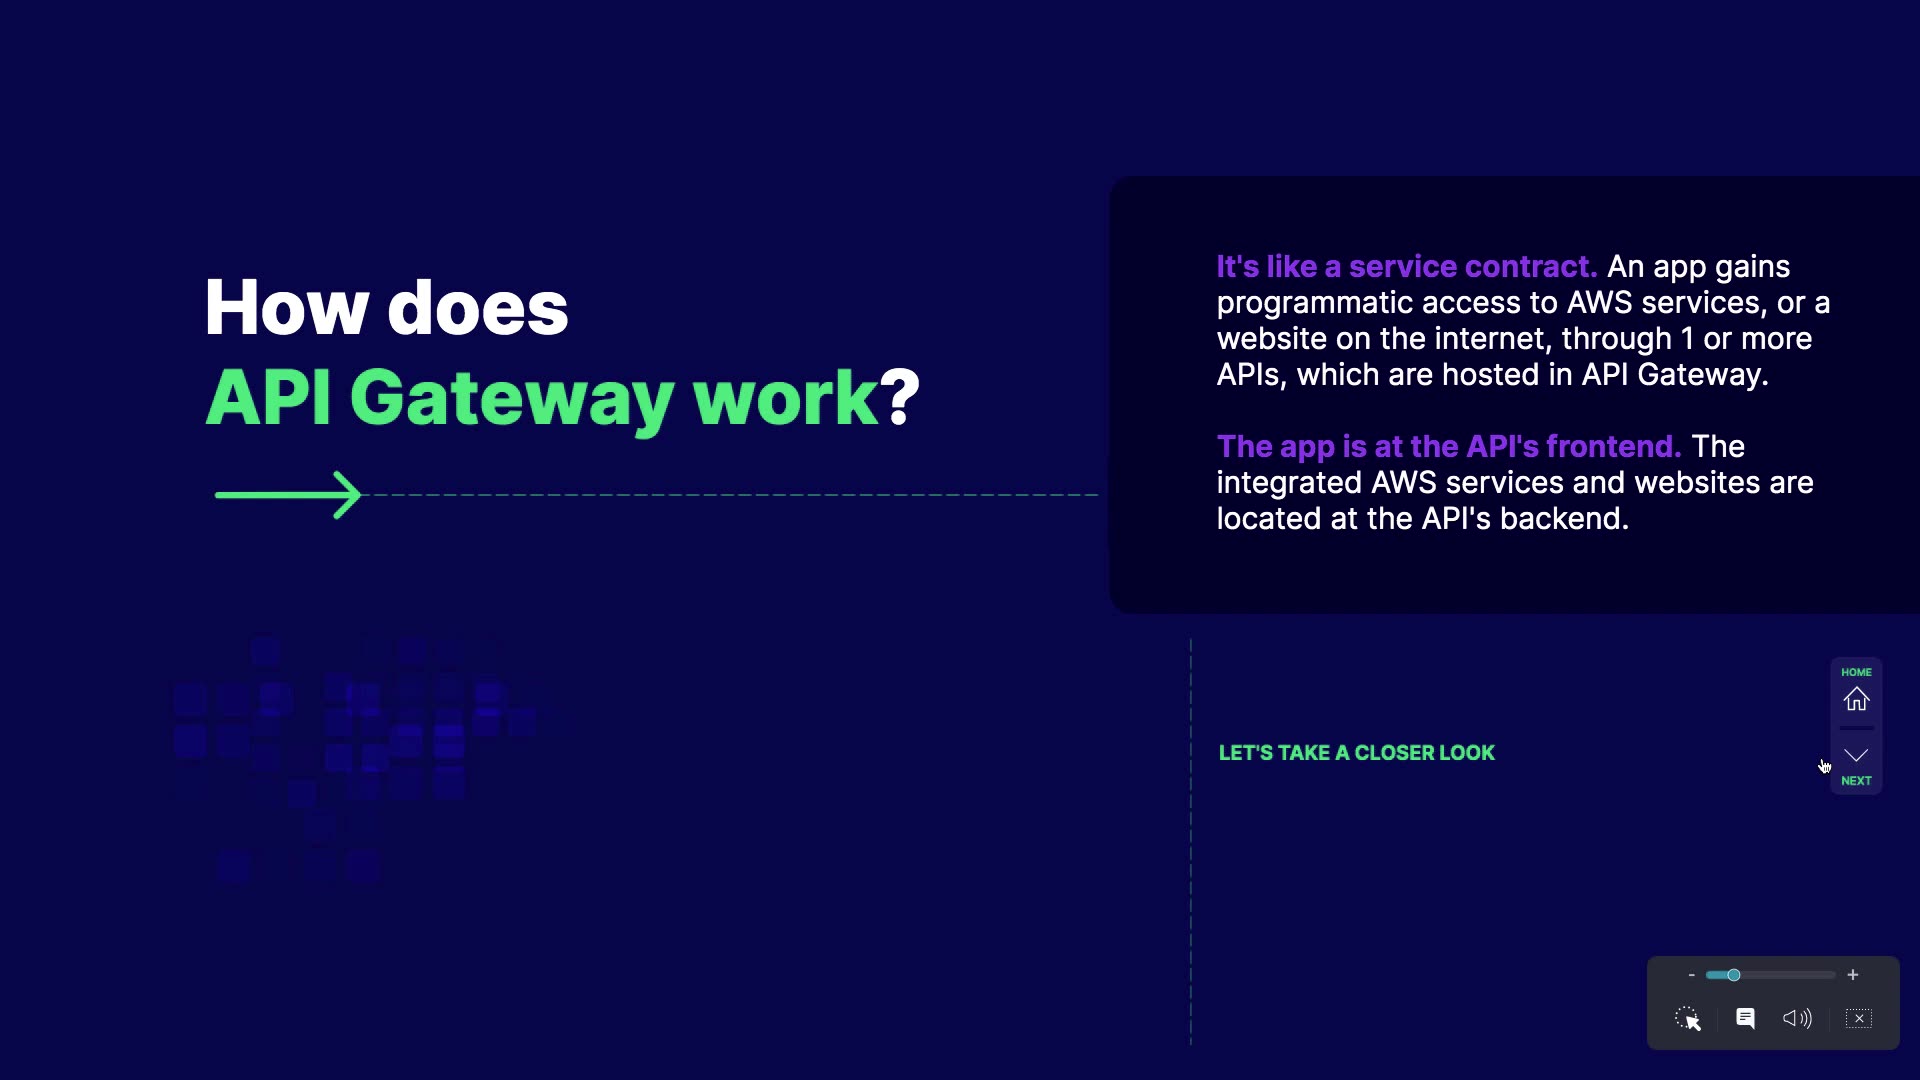 How does
API Gateway work?
It's like a service contract. An app gains
programmatic access to AWS services, or a
website on the internet, through 1 or more
APIs, which are hosted in API Gateway.
The app is at the API's frontend. The
integrated AWS services and websites are
located at the API's backend.
LET'S TAKE A CLOSER LOOK
HOME
NEXT
- +